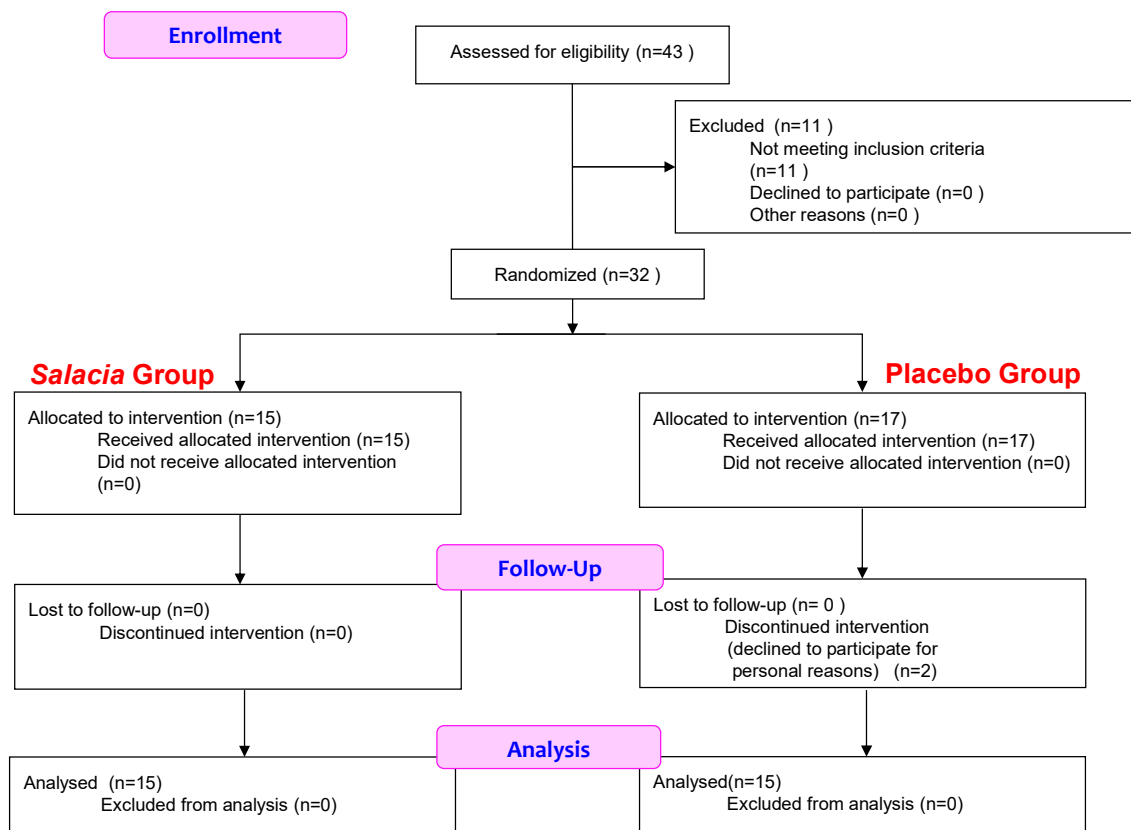 Enrollment
Assessed for eligibility (n=43 )
Excluded  (n=11 )
Not meeting inclusion criteria
(n=11 )
Declined to participate (n=0 )
Other reasons (n=0 )
Randomized (n=32 )
Salacia Group
Placebo Group
Allocated to intervention (n=15)
Received allocated intervention (n=15)
Did not receive allocated intervention
(n=0)
Allocated to intervention (n=17)
Received allocated intervention (n=17)
Did not receive allocated intervention (n=0)
Follow-Up
Lost to follow-up (n=0)
Discontinued intervention (n=0)
Lost to follow-up (n= 0 )
Discontinued intervention
(declined to participate for
personal reasons)   (n=2)
Analysis
Analysed  (n=15)
Excluded from analysis (n=0)
Analysed(n=15)
Excluded from analysis (n=0)